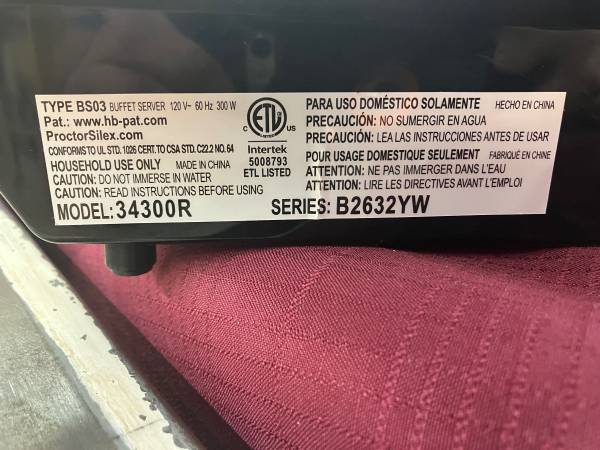 TYPE BS03 BUFFET SERVER 120 V~ 60 Hz 300 W
Pat.: www.hb-pat.com
ProctorSilex.com
CONFORMS TO UL STD. 1026 CERT. TO CSA STD. C22.2 NO. 64
HOUSEHOLD USE ONLY MADE IN CHINA
CAUTION: DO NOT IMMERSE IN WATER
CAUTION: READ INSTRUCTIONS BEFORE USING
MODEL: 34300R
C ETL US
LISTED
Intertek
5008793
ETL LISTED
PARA USO DOMÉSTICO SOLAMENTE HECHO EN CHINA
PRECAUCIÓN: NO SUMERGIR EN AGUA
PRECAUCIÓN: LEA LAS INSTRUCCIONES ANTES DE USAR
POUR USAGE DOMESTIQUE SEULEMENT FABRIQUÉ EN CHINE
ATTENTION: NE PAS IMMERGER DANS L'EAU
ATTENTION: LIRE LES DIRECTIVES AVANT L'EMPLOI
SERIES: B2632YW